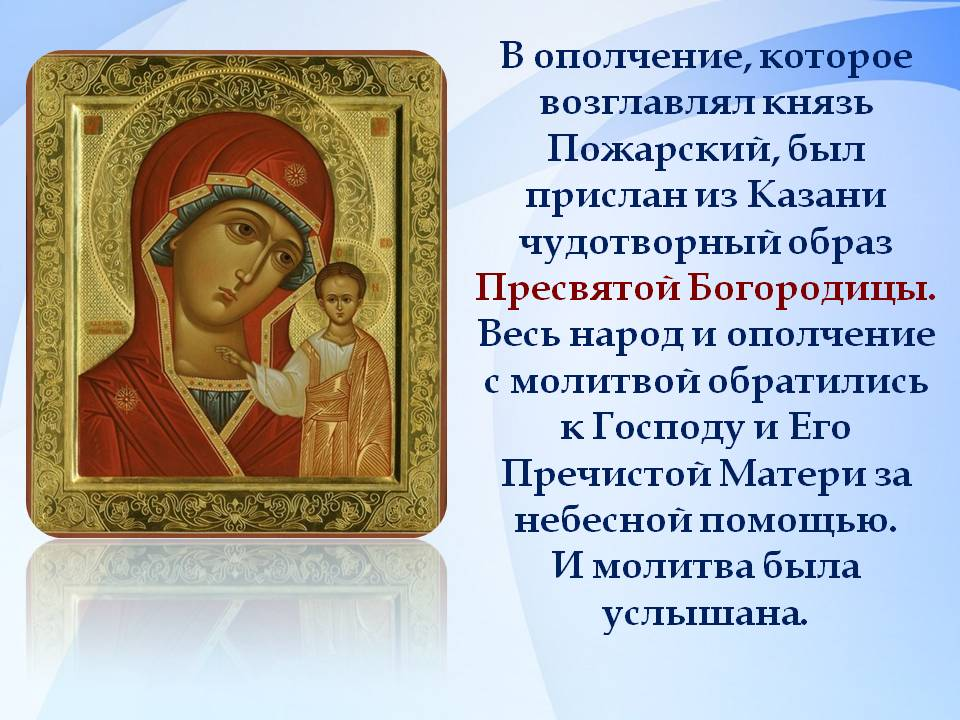 В ополчение, которое
возглавлял князь
Пожарский, был
прислан из Казани
чудотворный образ
Пресвятой Богородицы.
Весь народ и ополчение
с молитвой обратились
к Господу и Его
Пречистой Матери за
небесной помощью.
И молитва была
услышана.